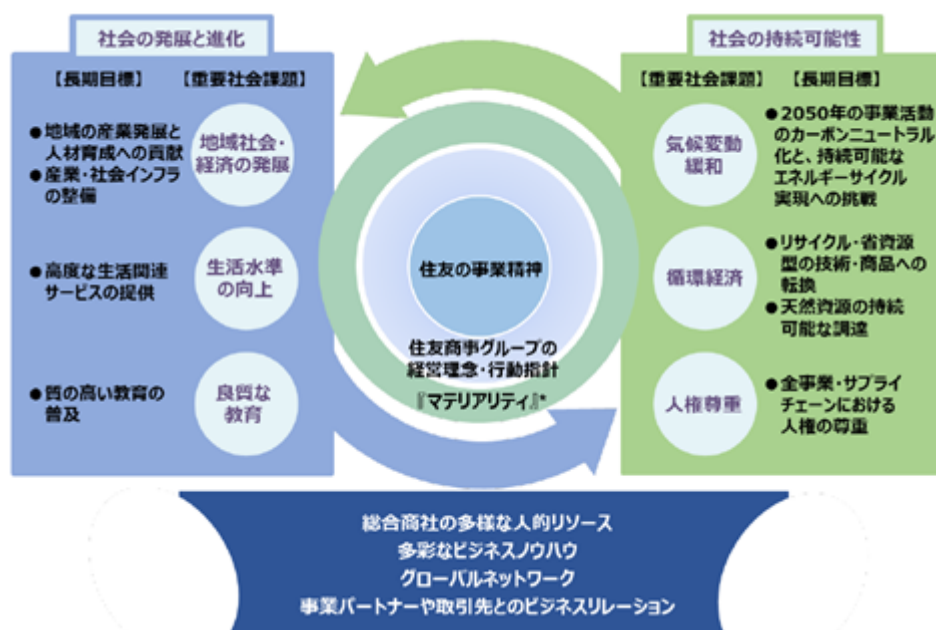 社会の発展と進化
【長期目標】
【重要社会課題】
●地域の産業発展と
人材育成への貢献
●産業・社会インフラ
の整備
地域社会・
経済の発展
●高度な生活関連
サービスの提供
生活水準
の向上
●質の高い教育の
普及
良質な
教育
住友の事業精神
住友商事グループの
経営理念・行動指針
『マテリアリティ』*
社会の持続可能性
【重要社会課題】
【長期目標】
気候変動
緩和
●2050年の事業活動
のカーボンニュートラル
化と、持続可能な
エネルギーサイクル
実現への挑戦
循環経済
●リサイクル・省資源
型の技術・商品への
転換
●天然資源の持続
可能な調達
人権尊重
●全事業・サプライ
チェーンにおける
人権の尊重
総合商社の多様な人的リソース
多彩なビジネスノウハウ
グローバルネットワーク
事業パートナーや取引先とのビジネスリレーション